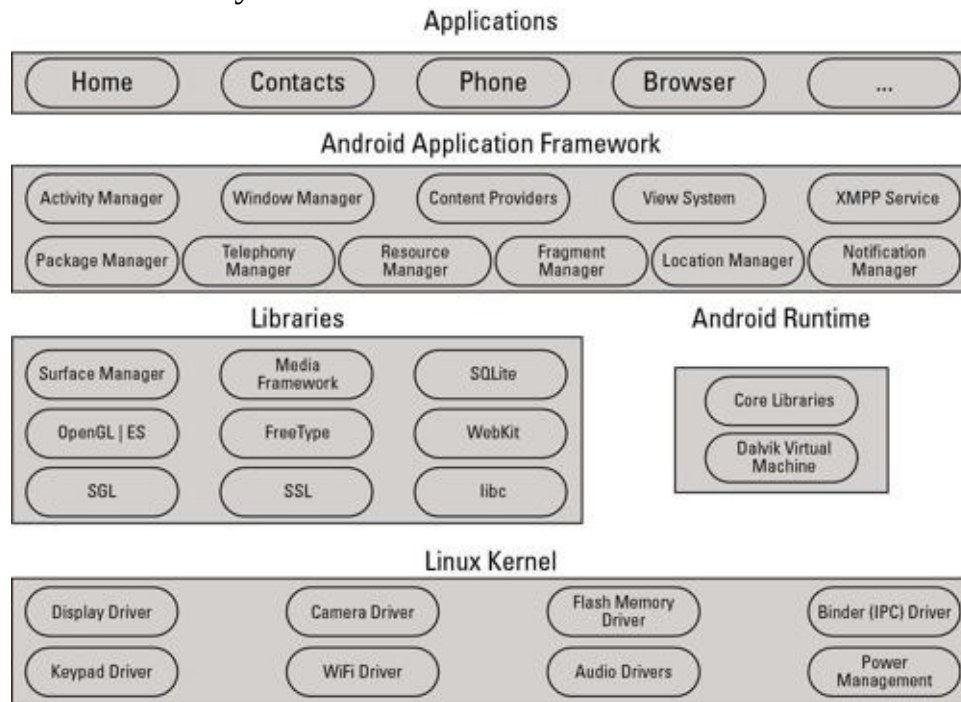 Applications
Home Contacts Phone Browser ...
Android Application Framework
Activity Manager Window Manager Content Providers View System XMPP Service
Package Manager Telephony Manager Resource Manager Fragment Manager Location Manager Notification Manager
Libraries Android Runtime
Surface Manager Media Framework SQLite
OpenGL | ES FreeType WebKit
SGL SSL libc
Core Libraries
Dalvik Virtual Machine
Linux Kernel
Display Driver Camera Driver Flash Memory Driver Binder (IPC) Driver
Keypad Driver WiFi Driver Audio Drivers Power Management